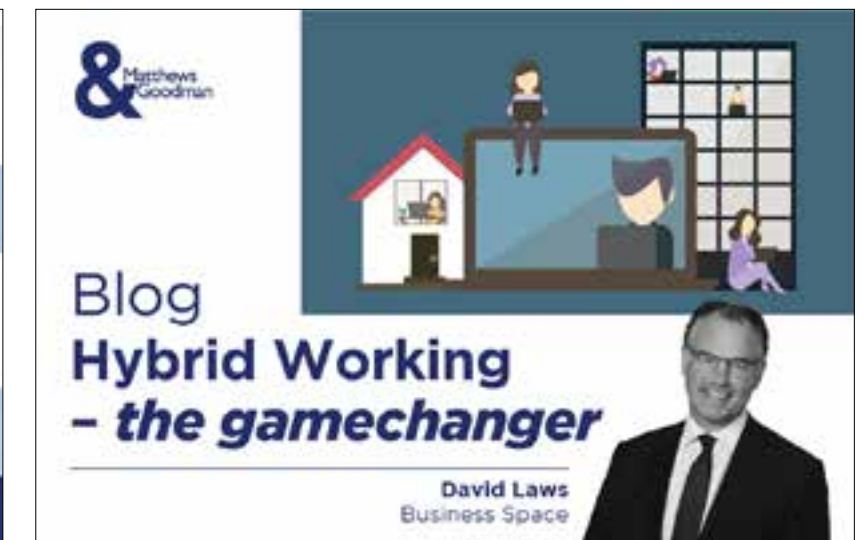 &
Matthews
Goodman
Blog
Hybrid Working
– the gamechanger
David Laws
Business Space